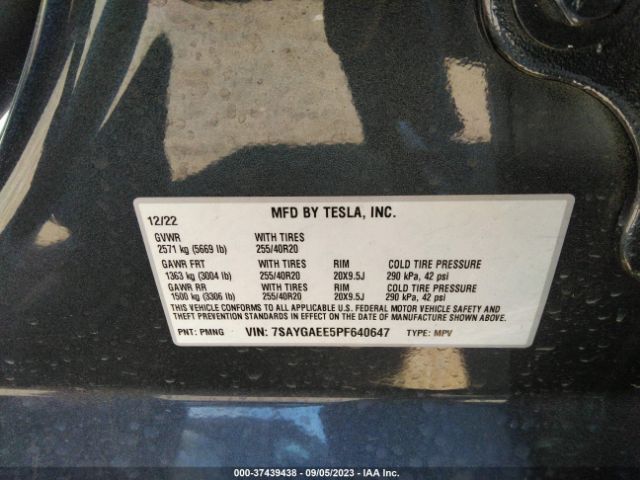 MFD BY TESLA, INC.
12/22
GVWR WITH TIRES
2571 kg (5669 lb) 255/40R20
GAWR FRT WITH TIRES RIM COLD TIRE PRESSURE
1363 kg (3004 lb) 255/40R20 20X9.5J 290 kPa, 42 psi
GAWR RR WITH TIRES RIM COLD TIRE PRESSURE
1500 kg (3306 lb) 255/40R20 20X9.5J 290 kPa, 42 psi
THIS VEHICLE CONFORMS TO ALL APPLICABLE U.S. FEDERAL MOTOR VEHICLE SAFETY AND
THEFT PREVENTION STANDARDS IN EFFECT ON THE DATE OF MANUFACTURE SHOWN ABOVE.
PNT: PMNG VIN: 7SAYGAEE5PF640647 TYPE: MPV
000-37439438 - 09/05/2023 - IAA Inc.